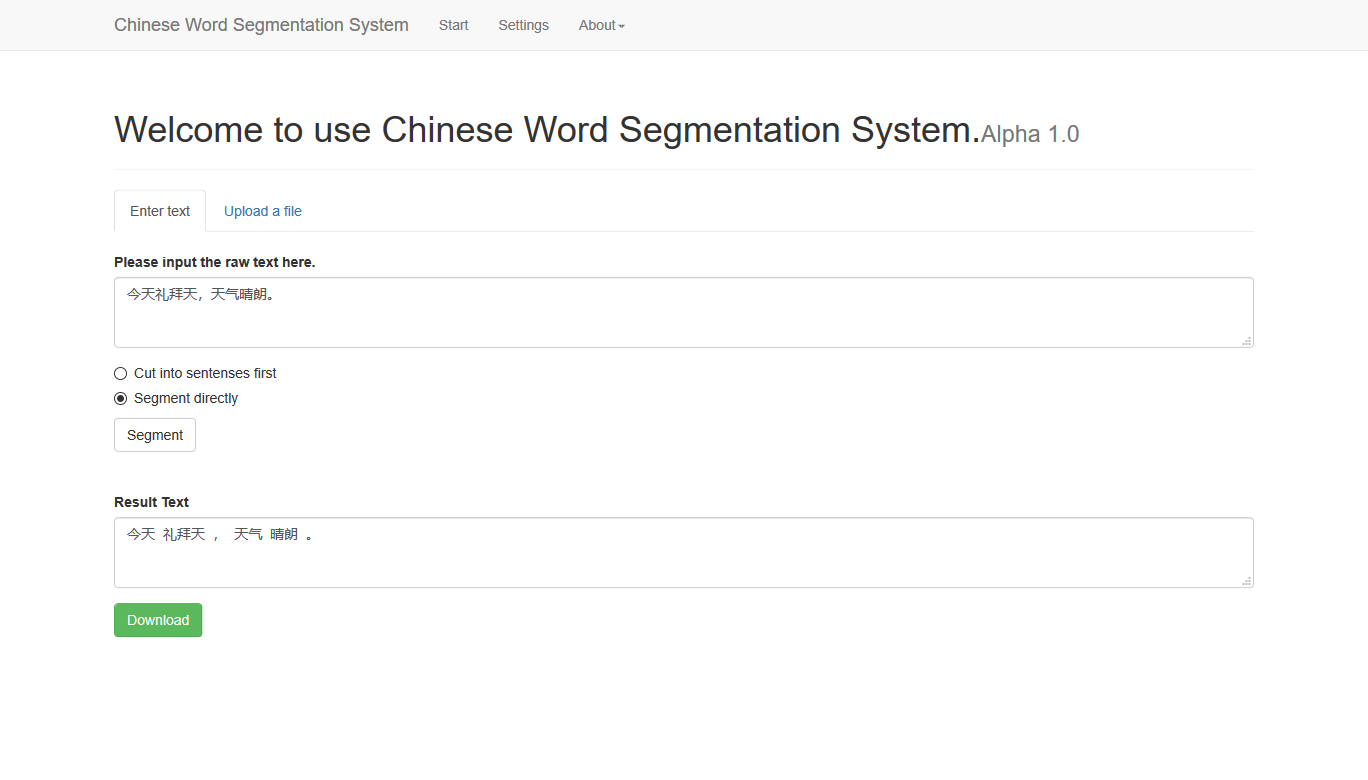 Chinese Word Segmentation System Start Settings About
Welcome to use Chinese Word Segmentation System.Alpha 1.0
Enter text Upload a file
Please input the raw text here.
今天礼拜天，天气晴朗。
Cut into sentenses first
Segment directly
Segment
Result Text
今天 礼拜天 ， 天气 晴朗 。
Download